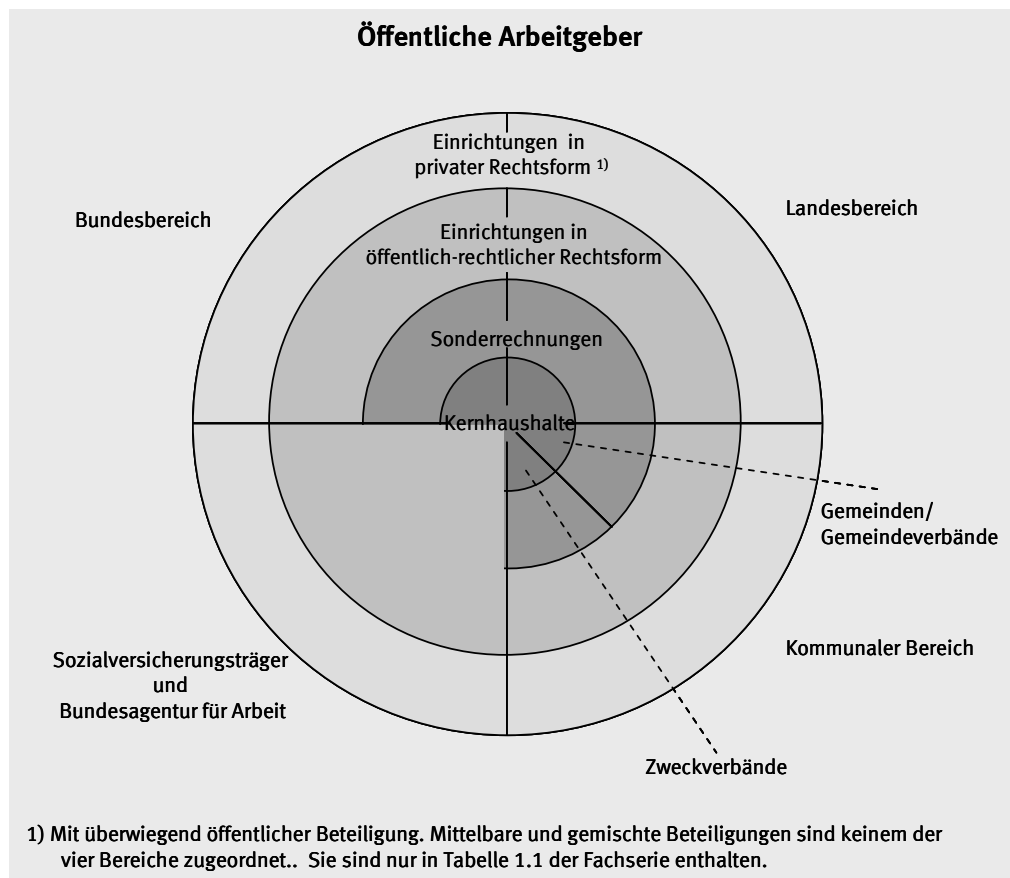 Öffentliche Arbeitgeber
Einrichtungen in
privater Rechtsform 1)
Bundesbereich
Landesbereich
Einrichtungen in
öffentlich-rechtlicher Rechtsform
Sonderrechnungen
Kernhaushalte
Gemeinden/
Gemeindeverbände
Kommunaler Bereich
Sozialversicherungsträger
und
Bundesagentur für Arbeit
Zweckverbände
1) Mit überwiegend öffentlicher Beteiligung. Mittelbare und gemischte Beteiligungen sind keinem der
vier Bereiche zugeordnet.. Sie sind nur in Tabelle 1.1 der Fachserie enthalten.